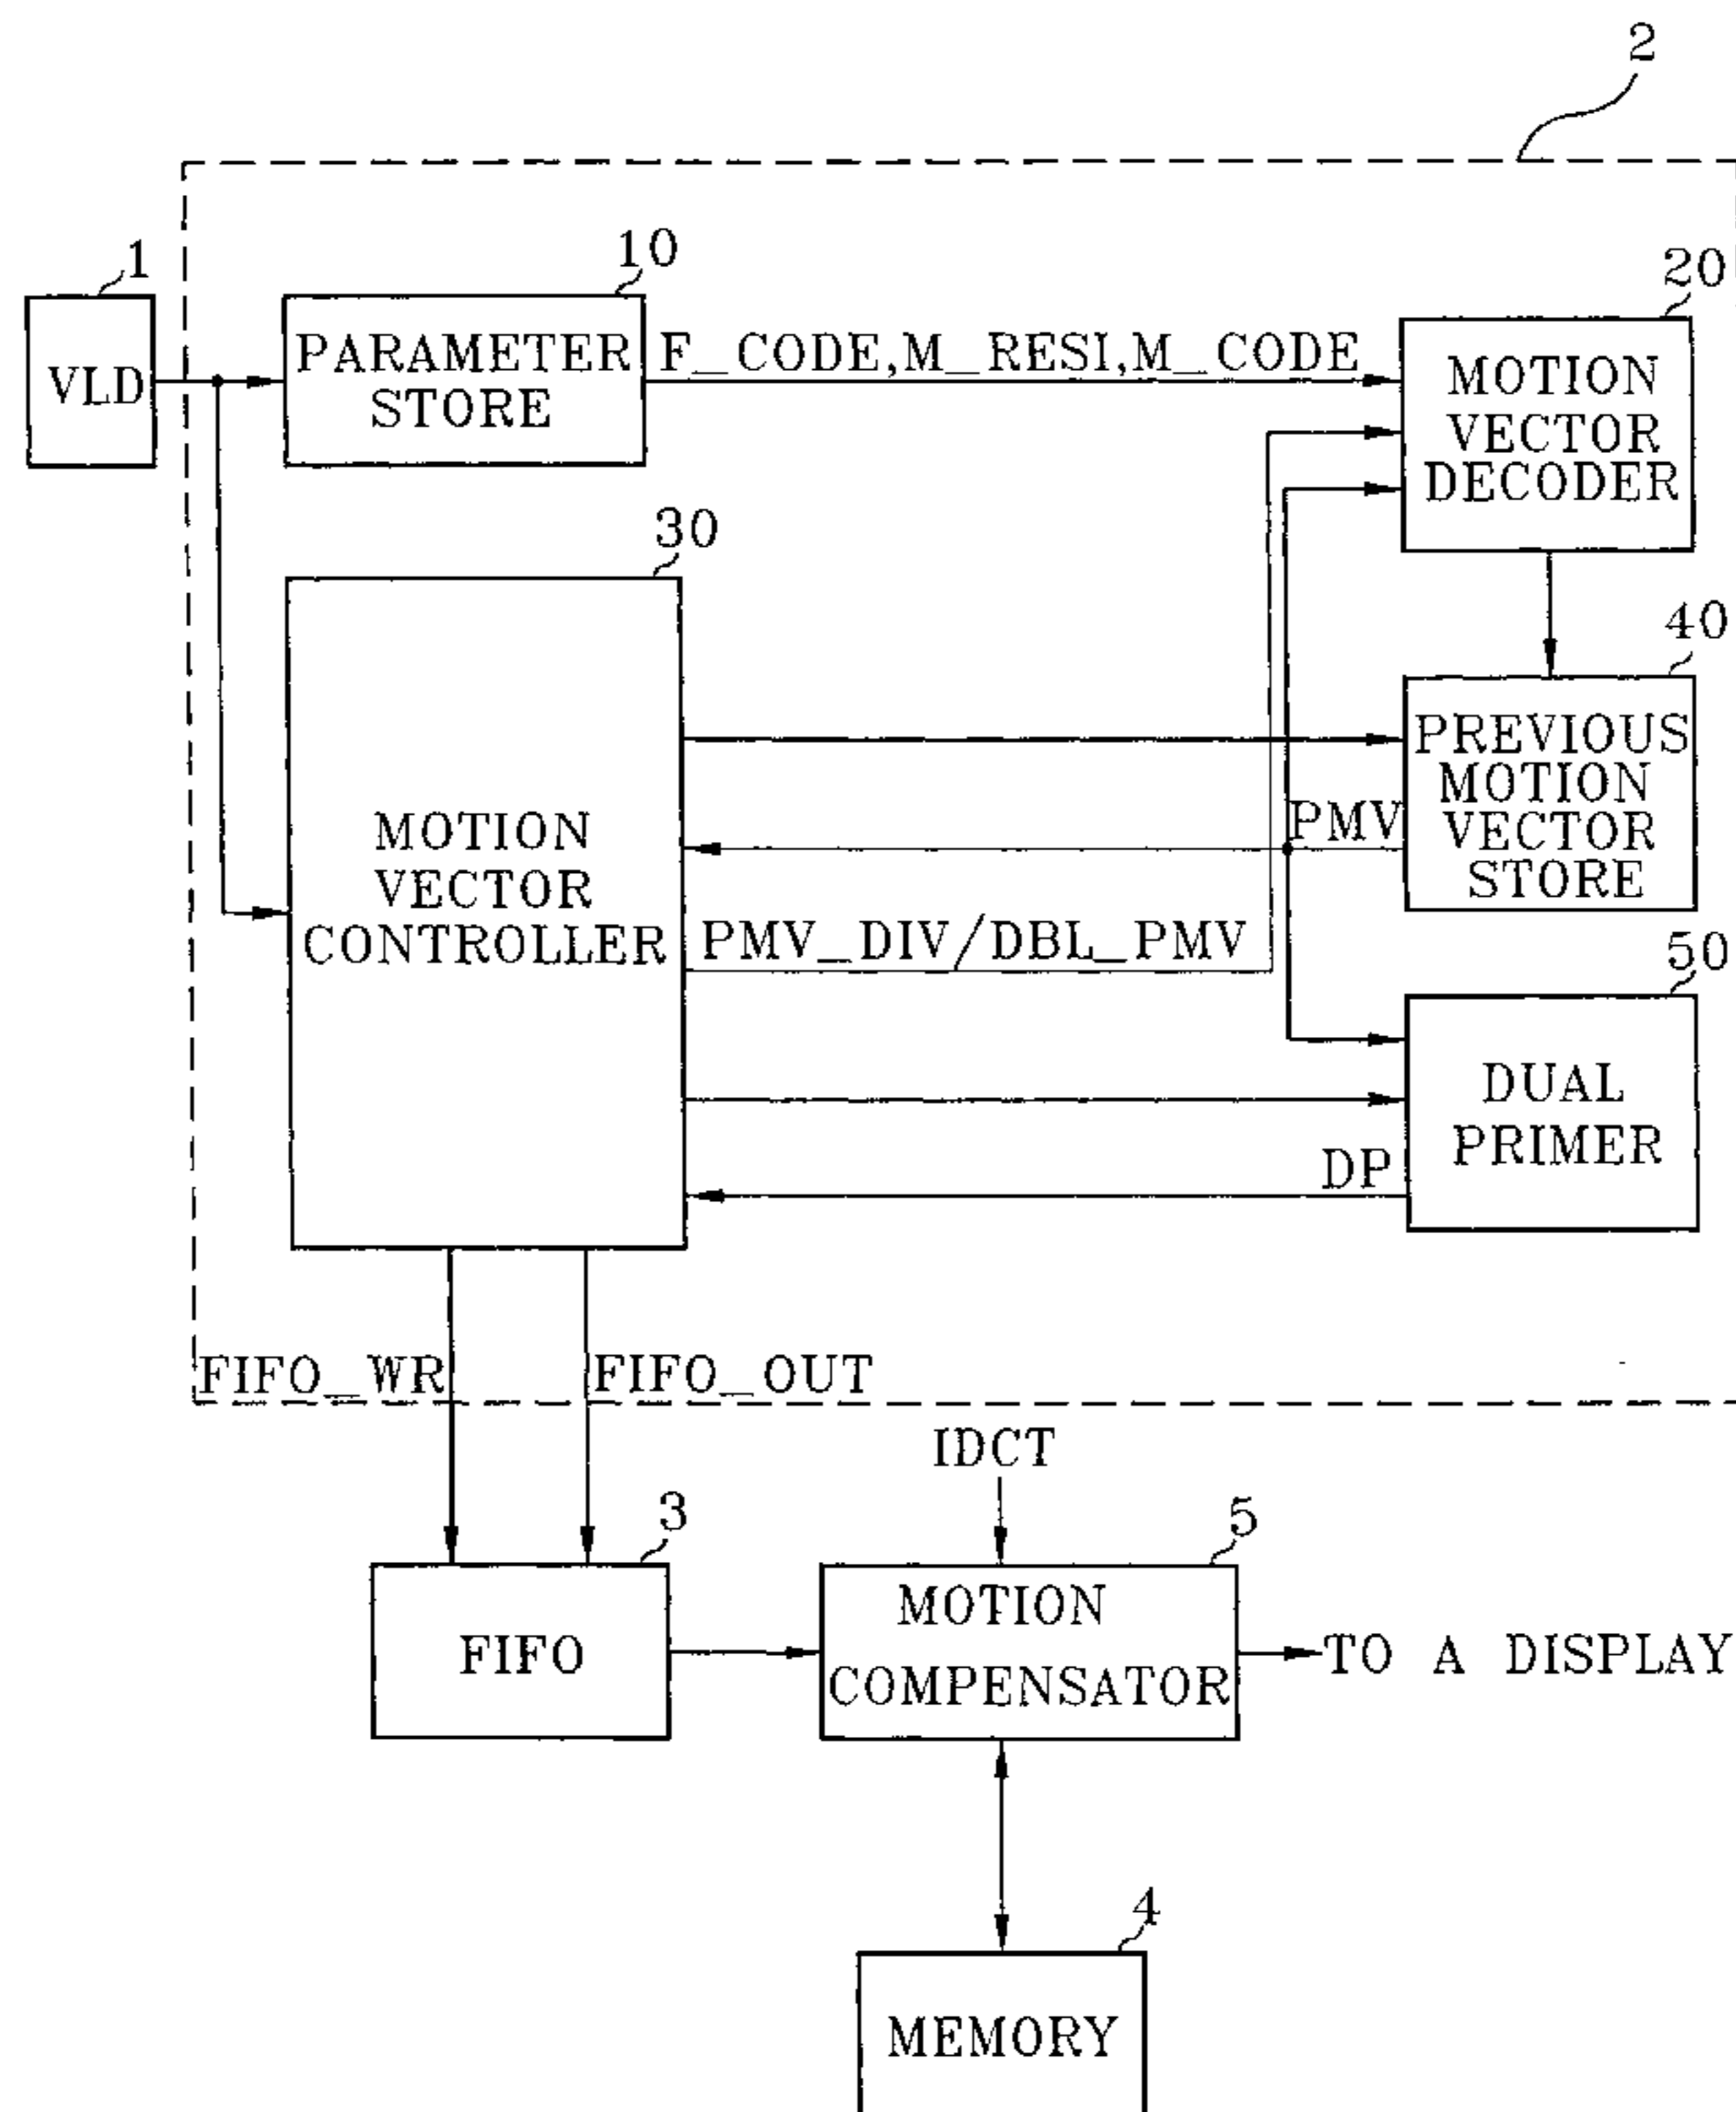 2
1
VLD
10
PARAMETER
STORE
F_CODE,M_RESI,M_CODE
20
MOTION
VECTOR
DECODER
30
MOTION
VECTOR
CONTROLLER
40
PREVIOUS
MOTION
VECTOR
STORE
PMV
PMV_DIV/DBL_PMV
50
DUAL
PRIMER
DP
FIFO_WR
FIFO_OUT
IDCT
3
FIFO
5
MOTION
COMPENSATOR
TO A DISPLAY
4
MEMORY